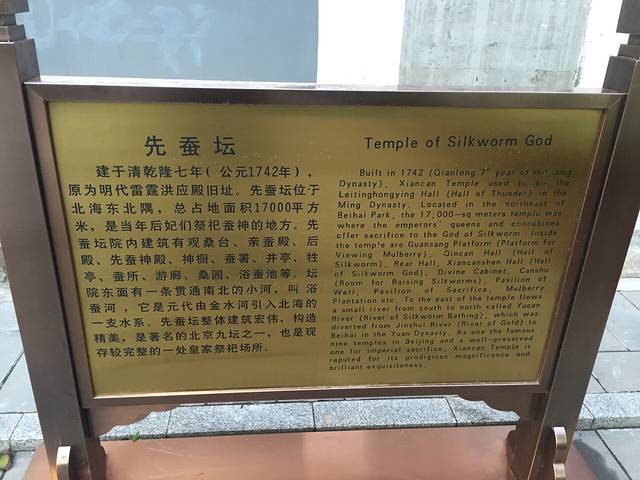 先蚕坛
建于清乾隆七年(公元1742年),
原为明代雷霆洪应殿旧址。先蚕坛位于
北海东北隅，总占地面积17000平方
米，是当年后妃们祭祀蚕神的地方。先
蚕坛院内建筑有观桑台、亲蚕殿、后
殿、先蚕神殿、神橱、蚕署、井亭、牲
亭、蚕所、游廊、桑园、浴蚕池等。坛
院东面有一条贯通南北的小河，叫浴
蚕河，它是元代由金水河引入北海的
一支水系。先蚕坛整体建筑宏伟，构造
精美，是著名的北京九坛之一，也是现
存较完整的一处皇家祭祀场所。
Temple of Silkworm God
Built in 1742 (Qianlong 7th year of the Qing
Dynasty), Xiancan Temple used to be the
Leitinghongying Hall (Hall of Thunder) in the
Ming Dynasty. Located in the northeast of
Beihai Park, the 17,000-sq meters temple was
where the emperors' queens and concubines
offer sacrifice to the God of Silkworm. Inside
the temple are Guansang Platform (Platform for
Viewing Mulberry), Qincan Hall (Hall of
Silkworm), Rear Hall, Xiancanshen Hall (Hall
of Silkworm God), Divine Cabinet, Canshu
(Room for Raising Silkworms), Pavilion of
Well, Pavilion of Sacrifice, Mulberry
Plantation etc. To the east of the temple flows
a small river from south to north called Yucan
River (River of Silkworm Bathing), which was
diverted from Jinshui River (River of Gold) to
Beihai in the Yuan Dynasty. As one the famous
nine temples in Beijing and a well-preserved
one for imperial sacrifice, Xiancan Temple is
reputed for its prodigious magnificence and
brilliant exquisiteness.